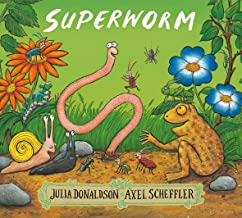 SUPERWORM
JULIA DONALDSON AXEL SCHEFFLER